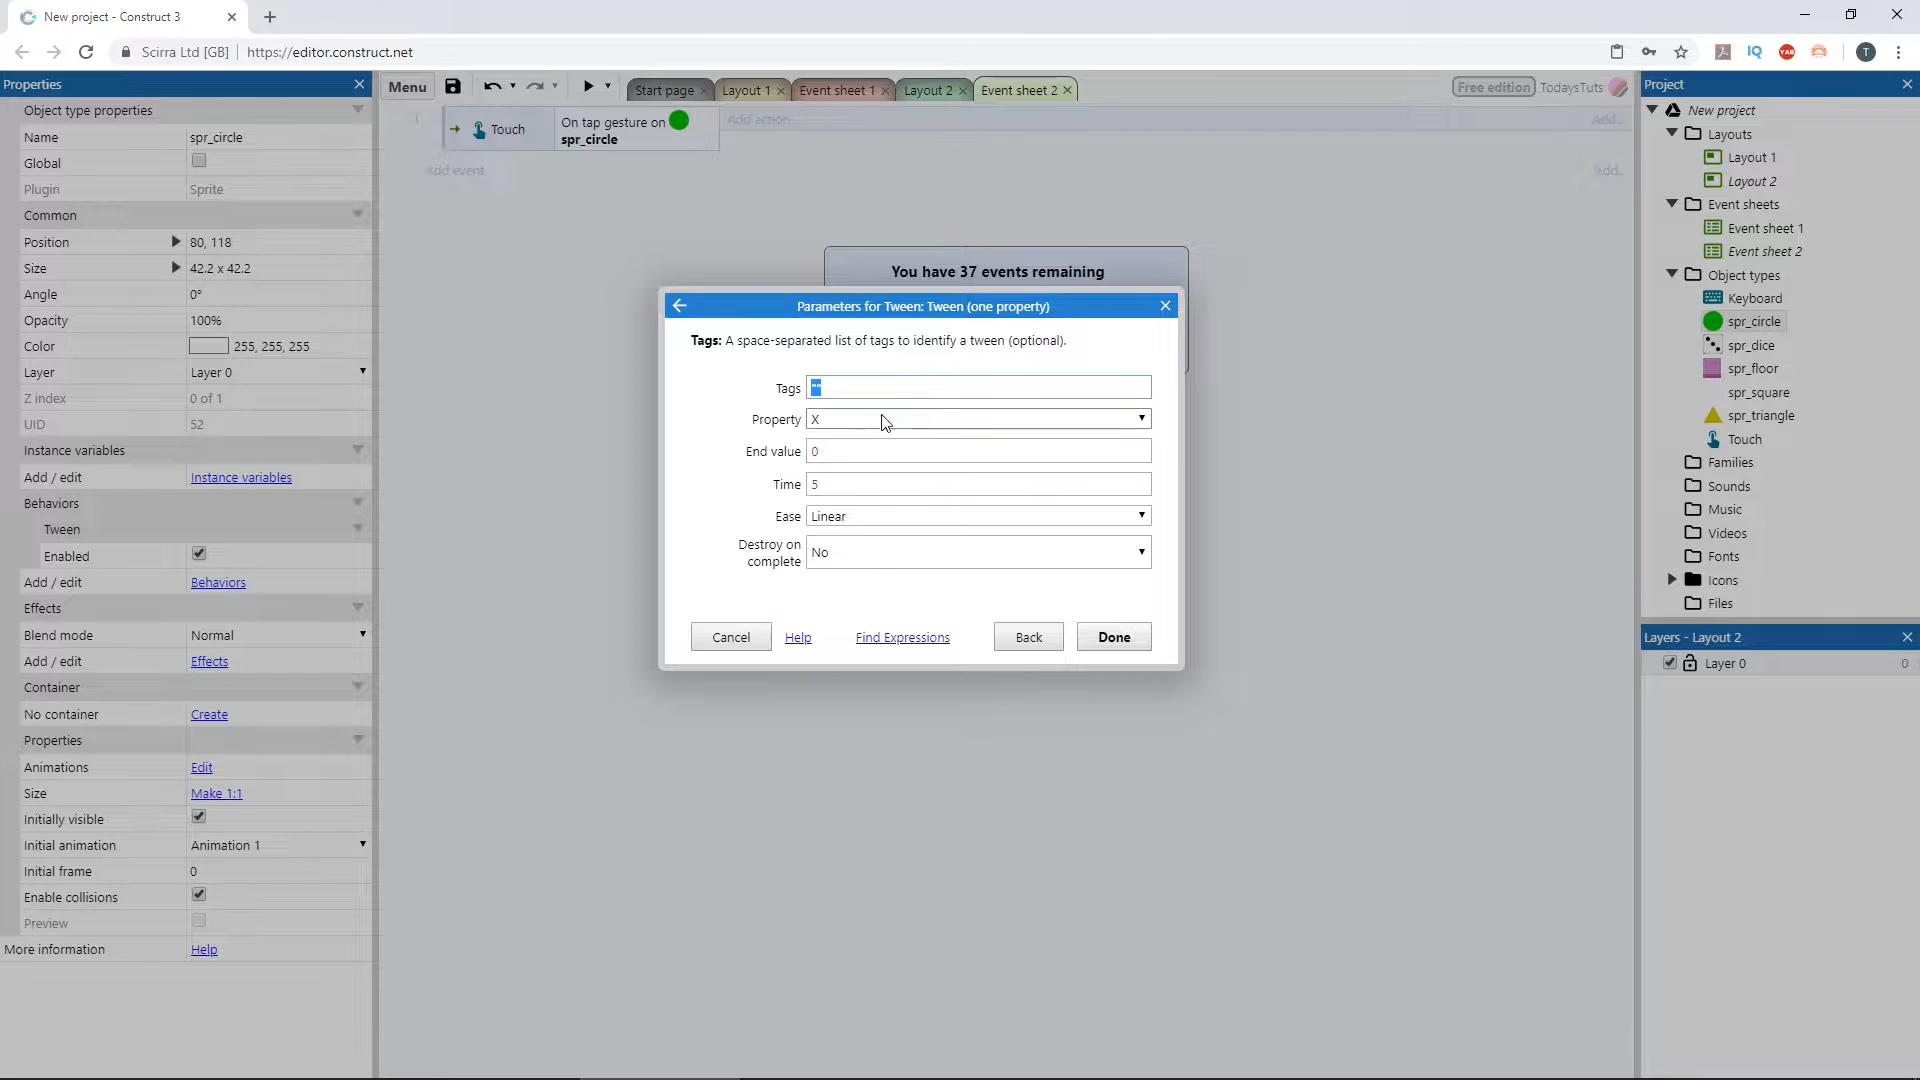 New project - Construct 3
Scirra Ltd [GB]
https://editor.construct.net
IQ
YAB
T
Properties
Object type properties
Name spr_circle
Global
Plugin Sprite
Common
Position 80, 118
Size 42.2 x 42.2
Angle 0°
Opacity 100%
Color 255, 255, 255
Layer Layer 0
Z index 0 of 1
UID 52
Instance variables
Add / edit Instance variables
Behaviors
Tween
Enabled
Add / edit Behaviors
Effects
Blend mode Normal
Add / edit Effects
Container
No container Create
Properties
Animations Edit
Size Make 1:1
Initially visible
Initial animation Animation 1
Initial frame 0
Enable collisions
Preview
More information Help
Menu
Start page
Layout 1
Event sheet 1
Layout 2
Event sheet 2
Free edition
TodaysTuts
1
Touch
On tap gesture on
spr_circle
Add action
Add...
Add event
Add...
You have 37 events remaining
Parameters for Tween: Tween (one property)
Tags: A space-separated list of tags to identify a tween (optional).
Tags ""
Property X
End value 0
Time 5
Ease Linear
Destroy on
complete No
Cancel Help Find Expressions Back Done
Project
New project
Layouts
Layout 1
Layout 2
Event sheets
Event sheet 1
Event sheet 2
Object types
Keyboard
spr_circle
spr_dice
spr_floor
spr_square
spr_triangle
Touch
Families
Sounds
Music
Videos
Fonts
Icons
Files
Layers - Layout 2
Layer 0 0